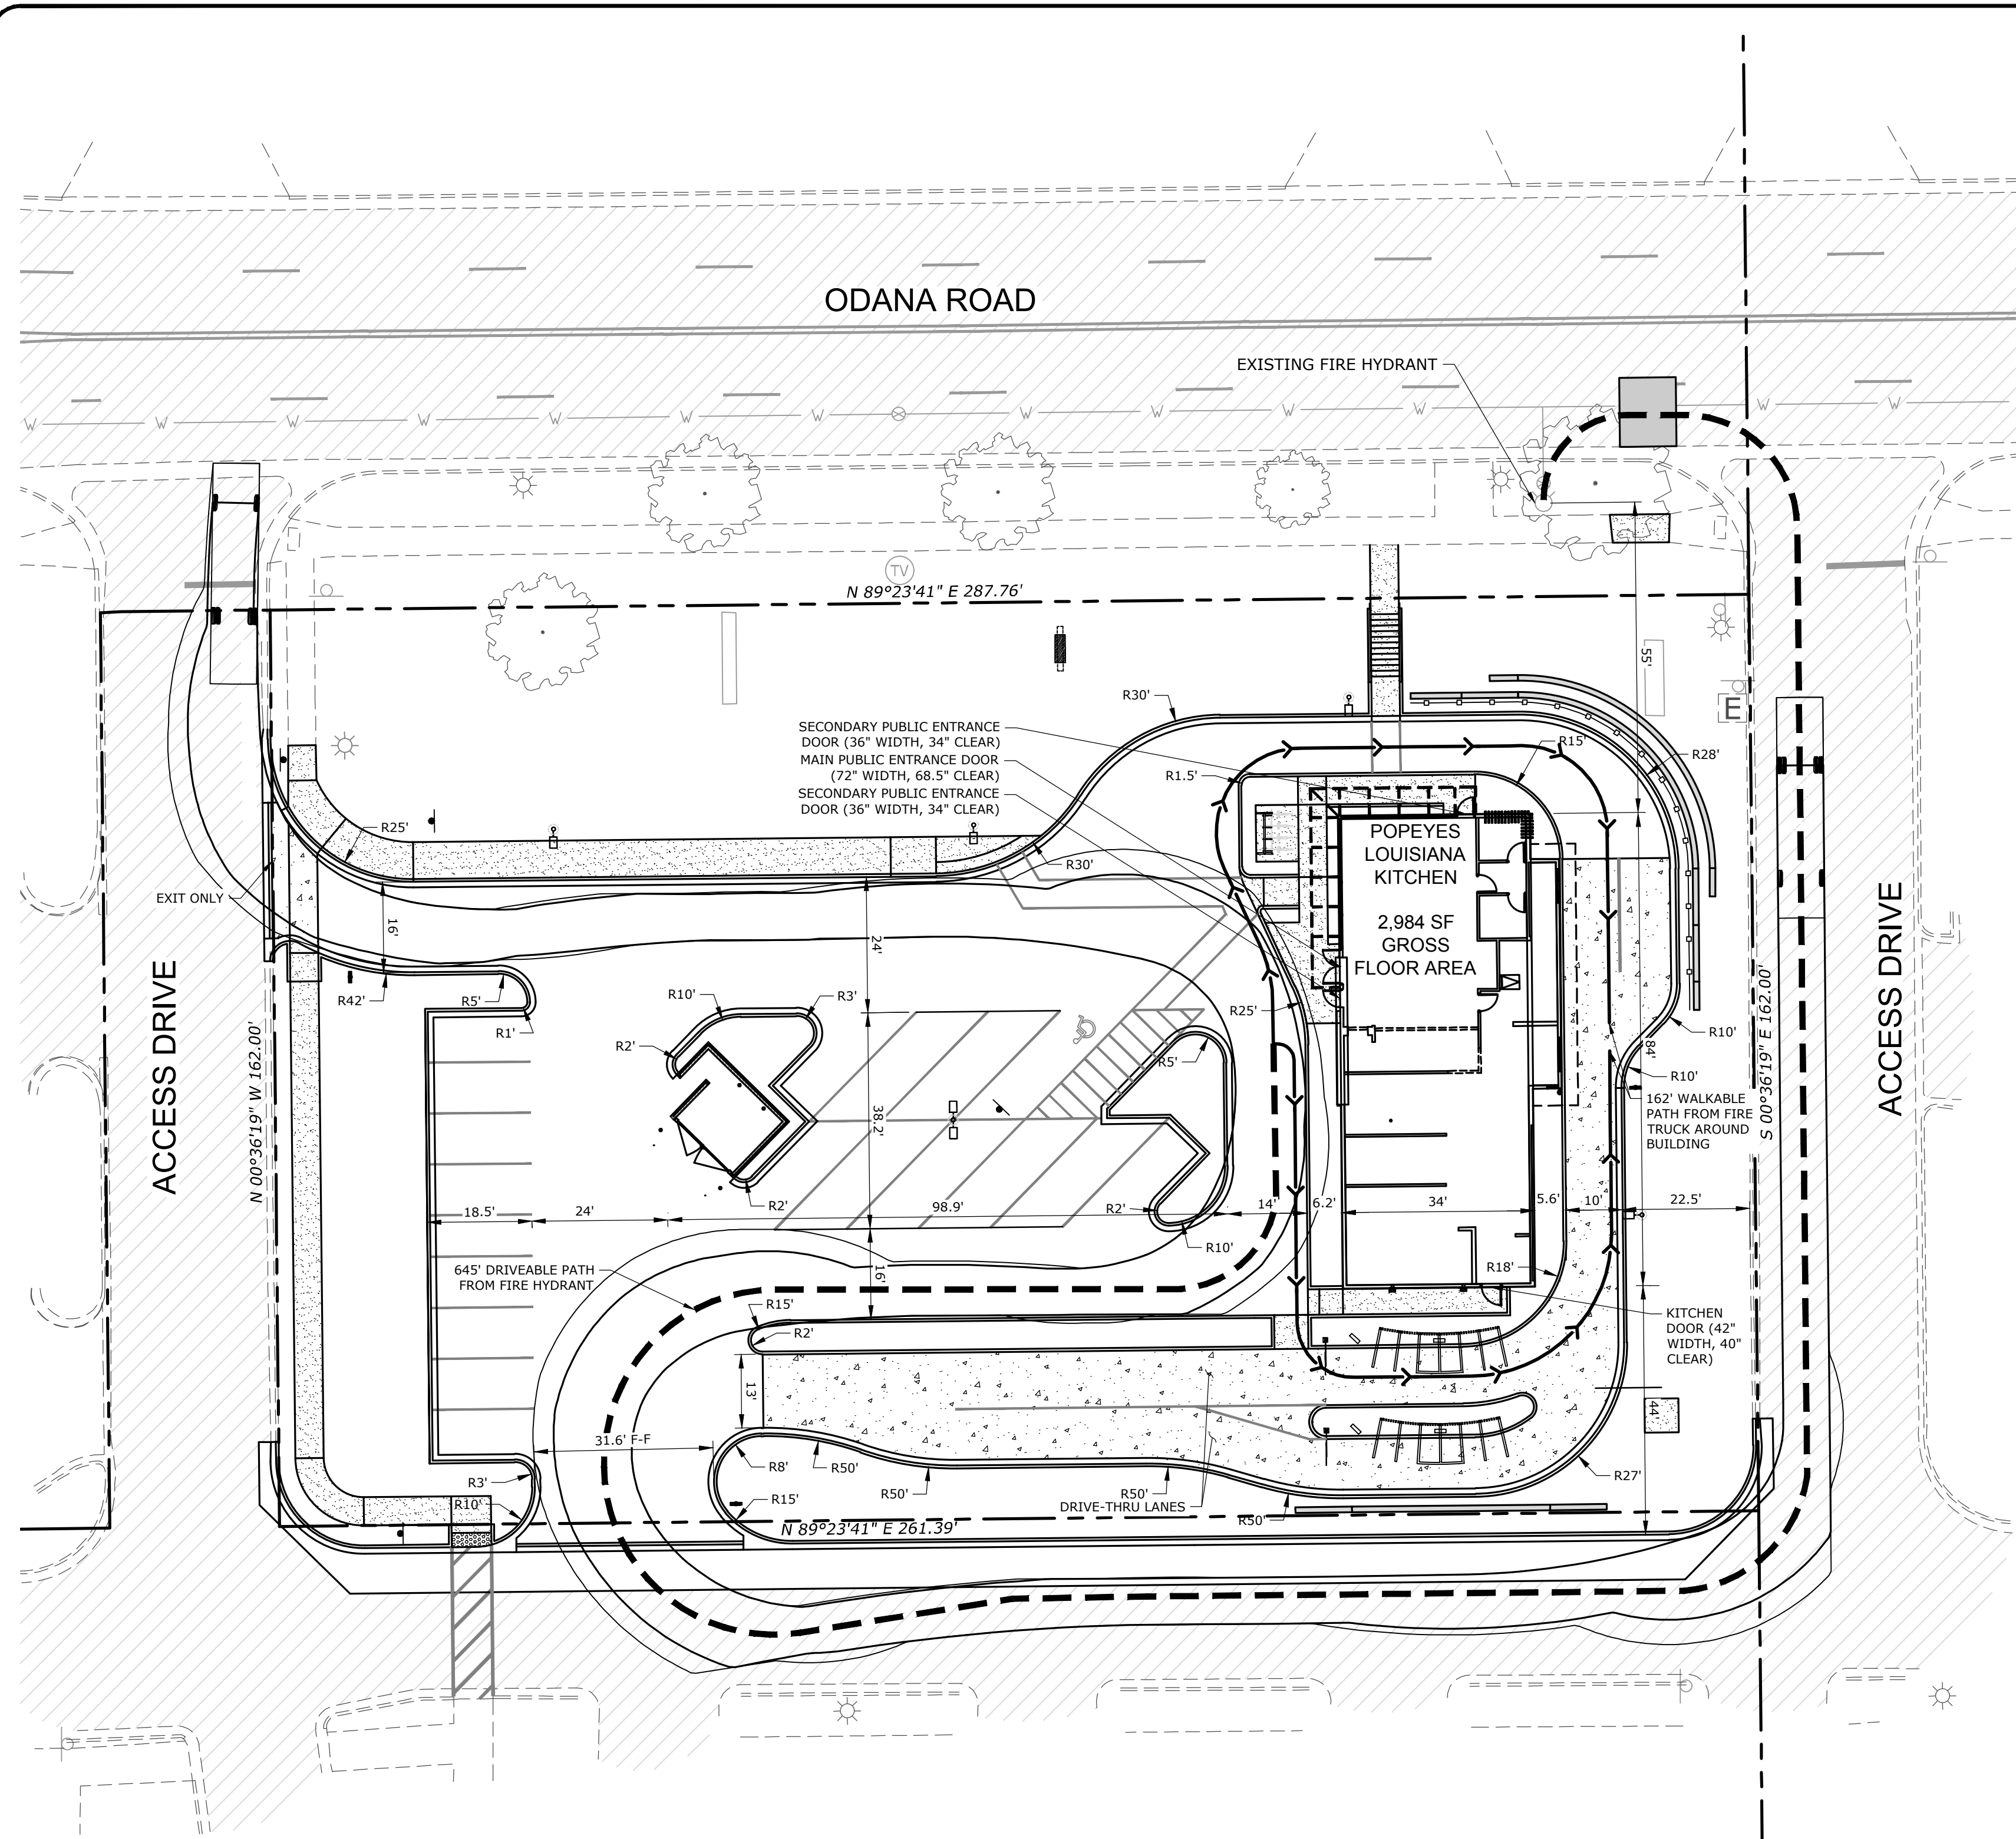 ODANA ROAD
EXISTING FIRE HYDRANT
W W W W W W W W W W W W W
TV
N 89°23'41" E 287.76'
55'
E
R30'
SECONDARY PUBLIC ENTRANCE
DOOR (36" WIDTH, 34" CLEAR)
MAIN PUBLIC ENTRANCE DOOR
(72" WIDTH, 68.5" CLEAR)
SECONDARY PUBLIC ENTRANCE
DOOR (36" WIDTH, 34" CLEAR)
R15'
R28'
R1.5'
R25'
R30'
POPEYES
LOUISIANA
KITCHEN
2,984 SF
GROSS
FLOOR AREA
EXIT ONLY
16'
24'
R42'
R5'
R1'
R10'
R3'
R2'
R25'
R5'
R10'
84'
R10'
ACCESS DRIVE
N 00°36'19" W 162.00'
ACCESS DRIVE
S 00°36'19" E 162.00'
162' WALKABLE
PATH FROM FIRE
TRUCK AROUND
BUILDING
38.2'
18.5'
24'
R2'
98.9'
R2'
14'
6.2'
34'
5.6'
10'
22.5'
R10'
645' DRIVEABLE PATH
FROM FIRE HYDRANT
16'
R18'
R15'
R2'
KITCHEN
DOOR (42"
WIDTH, 40"
CLEAR)
13'
44'
31.6' F-F
R8'
R50'
R3'
R10'
R15'
R50'
R50'
R27'
DRIVE-THRU LANES
R50'
N 89°23'41" E 261.39'